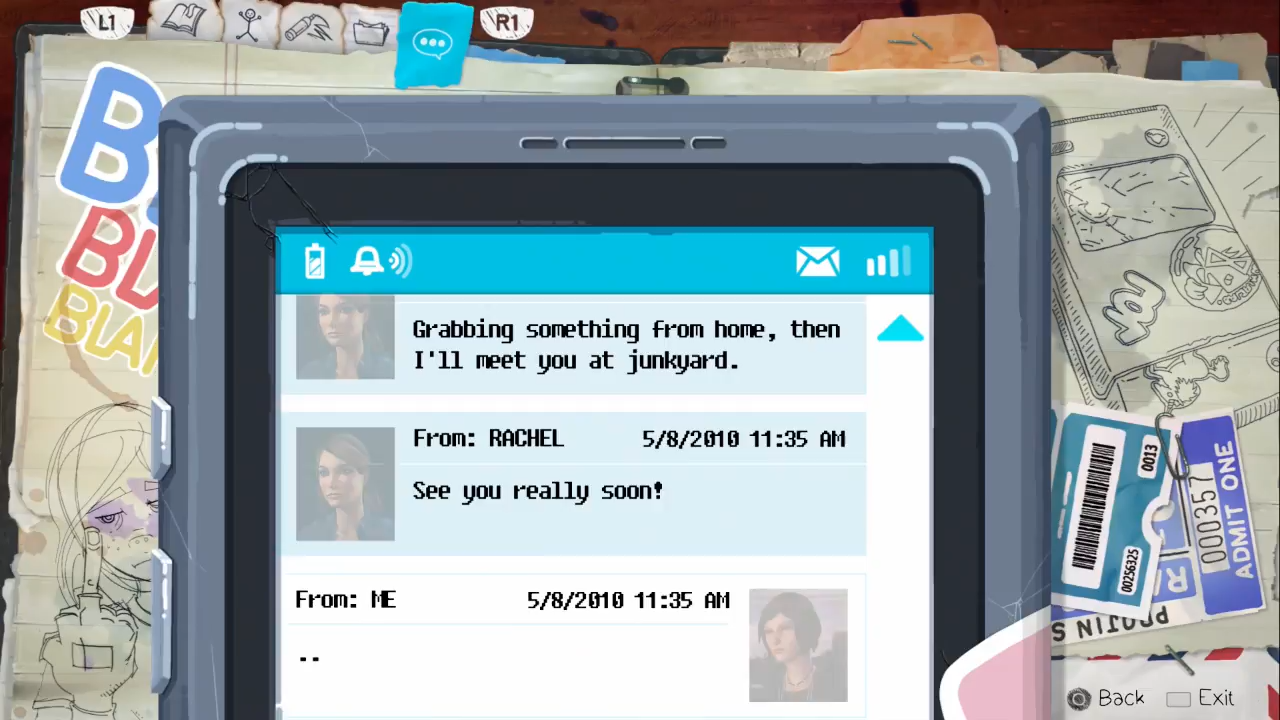 L1
R1
Grabbing something from home, then
I'll meet you at junkyard.
From: RACHEL 5/8/2010 11:35 AM
See you really soon!
From: ME 5/8/2010 11:35 AM
..
0013
00256325
000357
ADMIT ONE
Back
Exit